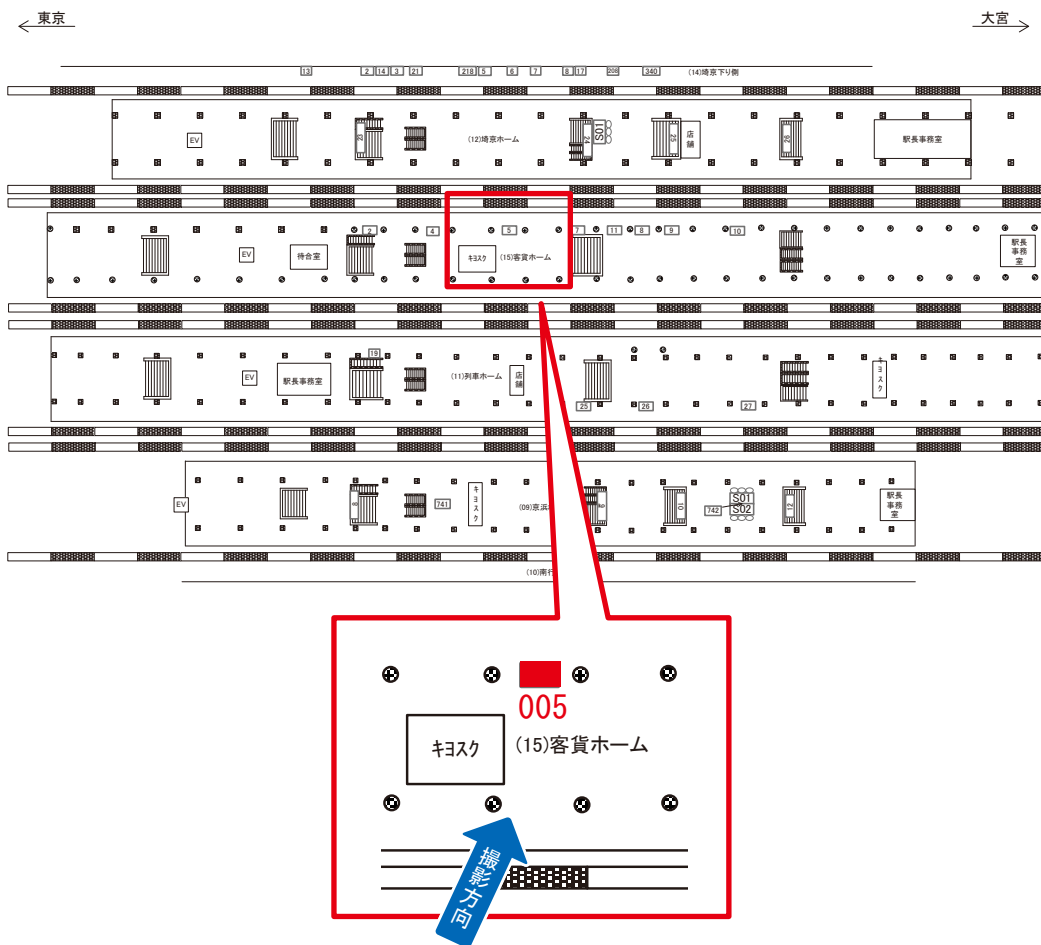 東京
大宮
13 2 14 3 21 218 5 6 7 8 17 206 340 (14)埼京下り側
EV 23 (12)埼京ホーム 24 S01 25 店舗 26 駅長事務室
2 4 5 7 11 8 9 10
EV 待合室 キヨスク (15)客貨ホーム 駅長事務室
19
EV 駅長事務室 (11)列車ホーム 店舗 キヨスク
25 26 27
EV 8 741 キヨスク (09)京浜 9 10 742 S01 S02 12 駅長事務室
(10)南行
005
キヨスク (15)客貨ホーム
撮影方向